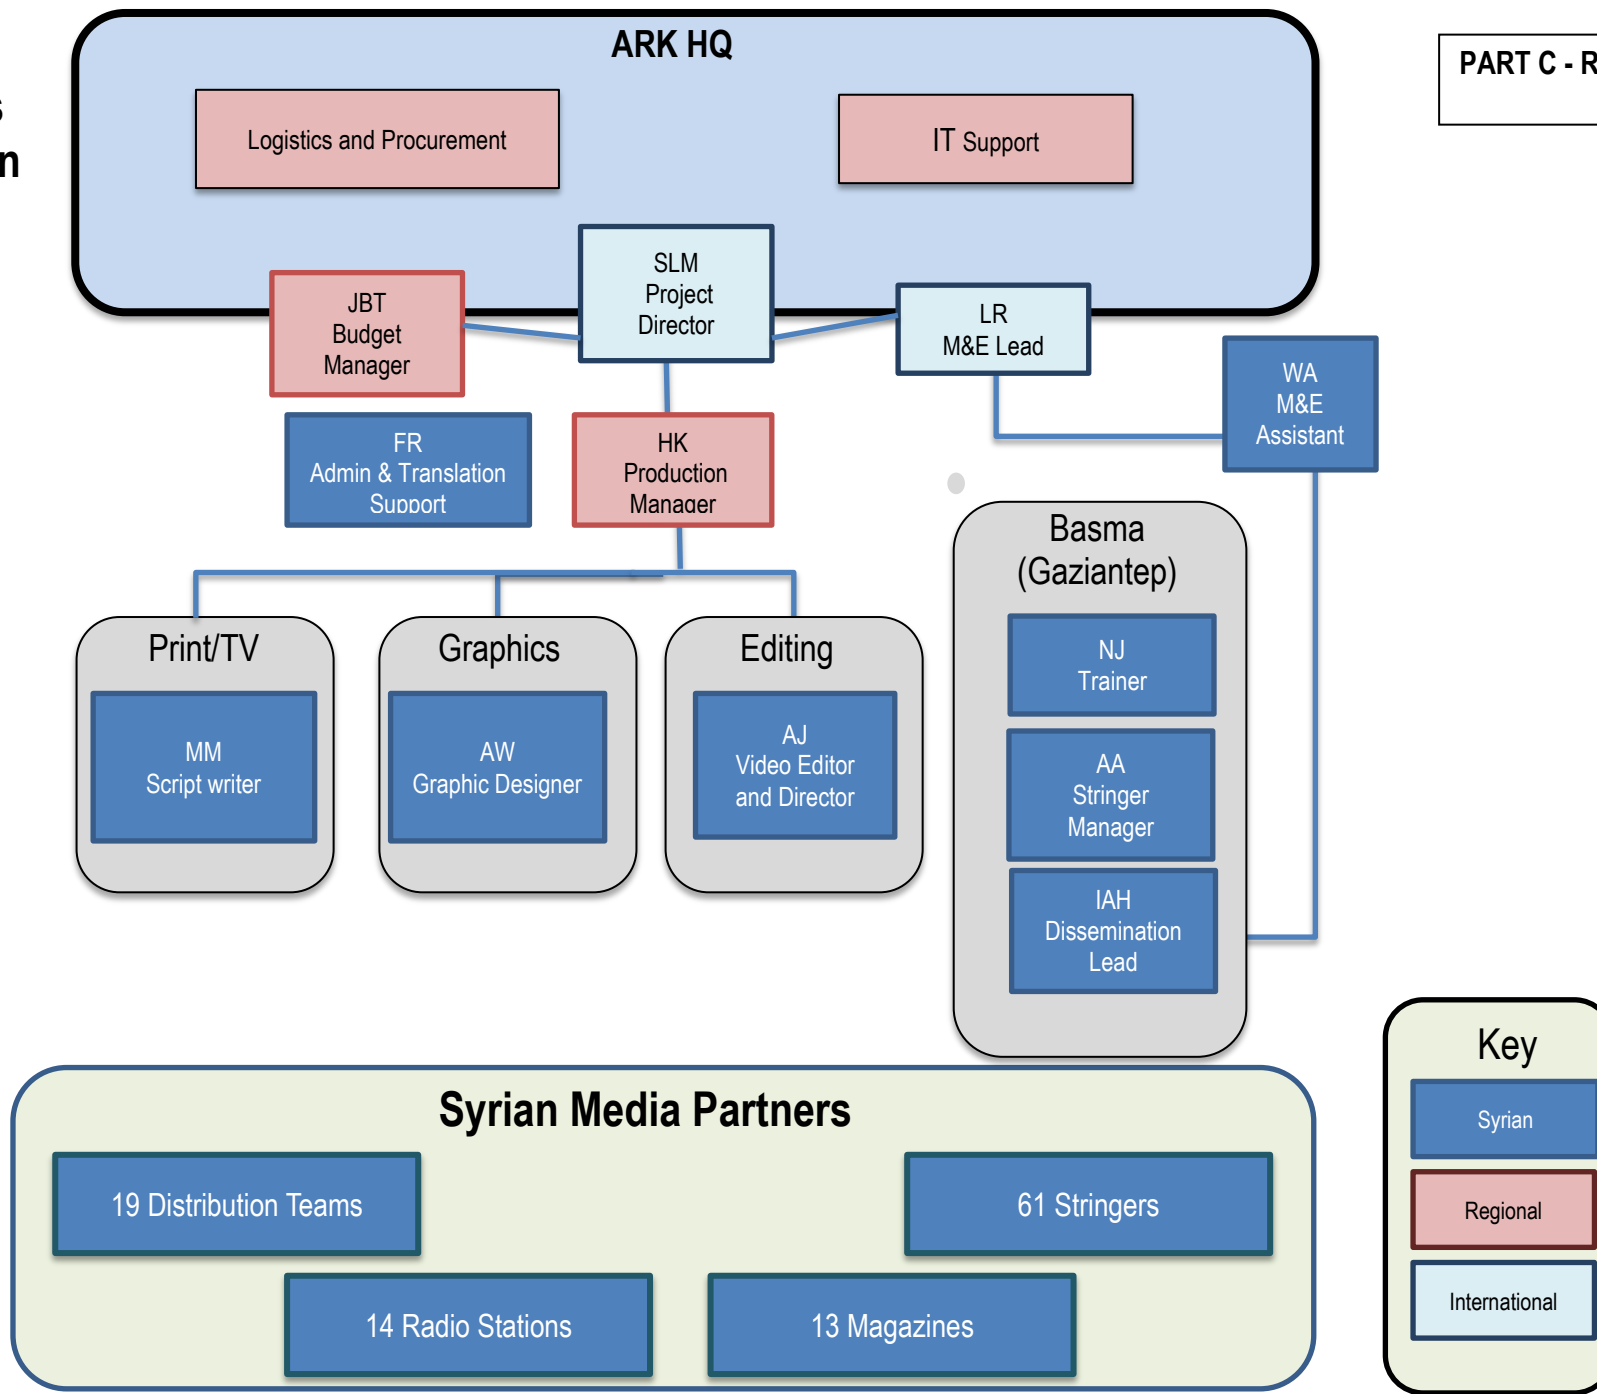 ARK HQ
PART C - R
s
n
Logistics and Procurement
IT Support
SLM
Project
Director
JBT
Budget
Manager
LR
M&E Lead
WA
M&E
Assistant
FR
Admin & Translation
Support
HK
Production
Manager
Basma
(Gaziantep)
NJ
Trainer
AA
Stringer
Manager
IAH
Dissemination
Lead
Print/TV
MM
Script writer
Graphics
AW
Graphic Designer
Editing
AJ
Video Editor
and Director
Syrian Media Partners
19 Distribution Teams
61 Stringers
14 Radio Stations
13 Magazines
Key
Syrian
Regional
International